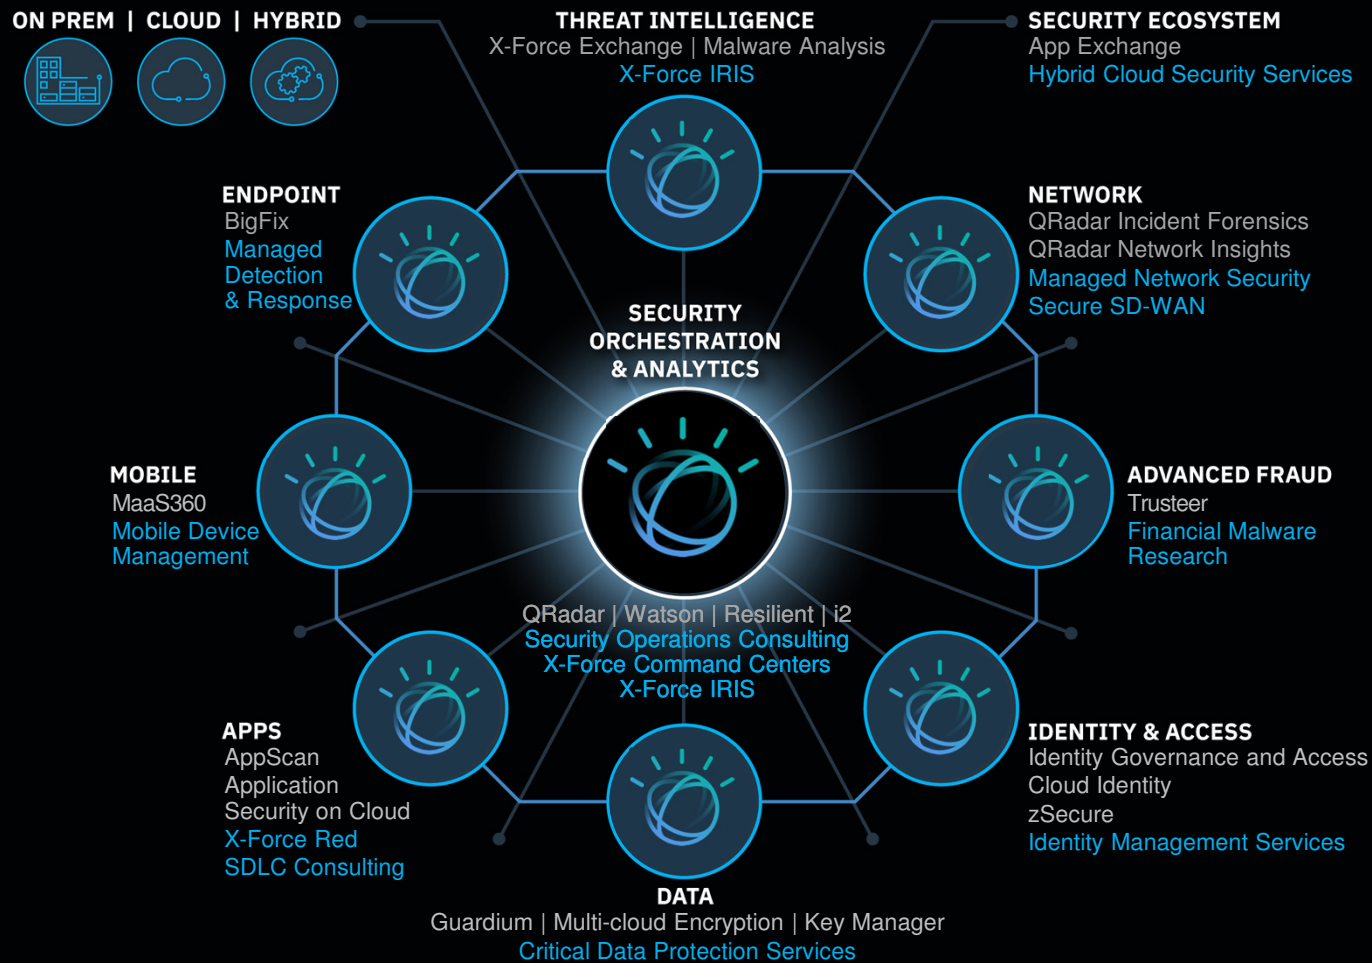 ON PREM | CLOUD | HYBRID
THREAT INTELLIGENCE
X-Force Exchange | Malware Analysis
X-Force IRIS
SECURITY ECOSYSTEM
App Exchange
Hybrid Cloud Security Services
ENDPOINT
BigFix
Managed
Detection
& Response
NETWORK
QRadar Incident Forensics
QRadar Network Insights
Managed Network Security
Secure SD-WAN
SECURITY
ORCHESTRATION
& ANALYTICS
MOBILE
MaaS360
Mobile Device
Management
ADVANCED FRAUD
Trusteer
Financial Malware
Research
QRadar | Watson | Resilient | i2
Security Operations Consulting
X-Force Command Centers
X-Force IRIS
APPS
AppScan
Application
Security on Cloud
X-Force Red
SDLC Consulting
IDENTITY & ACCESS
Identity Governance and Access
Cloud Identity
zSecure
Identity Management Services
DATA
Guardium | Multi-cloud Encryption | Key Manager
Critical Data Protection Services